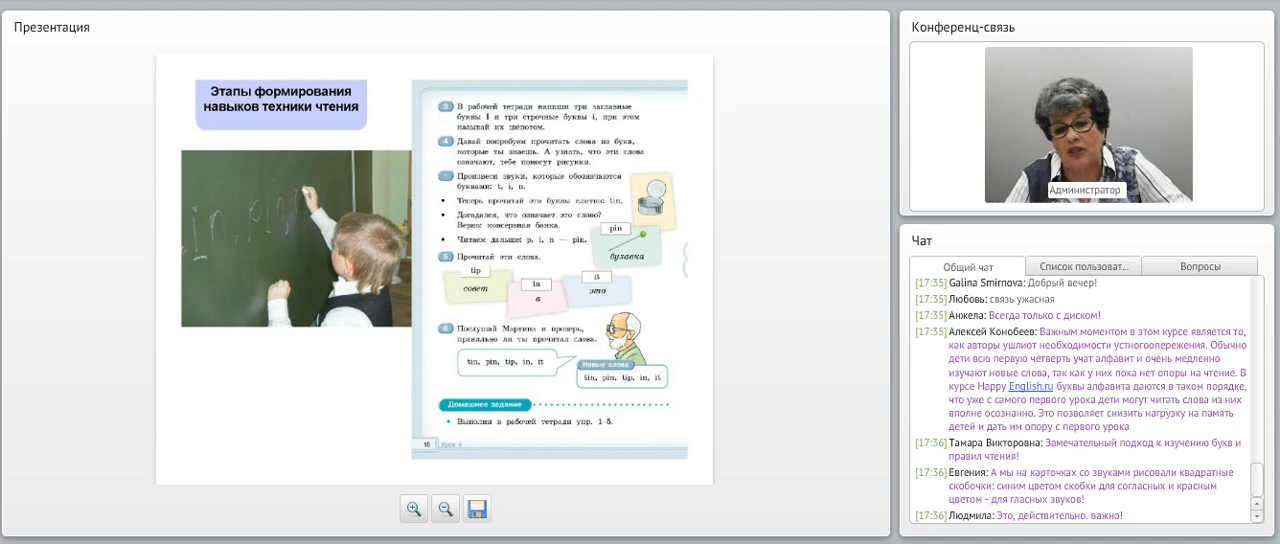 Презентация
Этапы формирования
навыков техники чтения
3 В рабочей тетради напиши три заглавные
буквы I и три строчные буквы i, при этом
называй их шёпотом.
4 Давай попробуем прочитать слова из букв,
которые ты знаешь. А узнать, что эти слова
означают, тебе помогут рисунки.
• Произнеси звуки, которые обозначаются
буквами: t, i, n.
• Теперь прочитай эти буквы слитно: tin.
• Догадался, что означает это слово?
Верно: консервная банка.
• Читаем дальше: p, i, n — pin.
pin
булавка
5 Прочитай эти слова.
tip
совет
in
в
it
это
6 Послушай Мартина и проверь,
правильно ли ты прочитал слова.
tin, pin, tip, in, it
Новые слова
tin, pin, tip, in, it
Домашнее задание
• Выполни в рабочей тетради упр. 1–5.
16 Урок 4
Конференц-связь
Администратор
Чат
Общий чат
Список пользоват...
Вопросы
[17:35] Galina Smirnova: Добрый вечер!
[17:35] Любовь: связь ужасная
[17:35] Анжела: Всегда только с диском!
[17:35] Алексей Конобеев: Важным моментом в этом курсе является то,
как авторы ушлиот необходимости устногоопережения. Обычно
дети всю первую четверть учат алфавит и очень медленно
изучают новые слова, так как у них пока нет опоры на чтение. В
курсе Happy English.ru буквы алфавита даются в таком порядке,
что уже с самого первого урока дети могут читать слова из них
вполне осознанно. Это позволяет снизить нагрузку на память
детей и дать им опору с первого урока
[17:36] Тамара Викторовна: Замечательный подход к изучению букв и
правил чтения!
[17:36] Евгения: А мы на карточках со звуками рисовали квадратные
скобочки: синим цветом скобки для согласных и красным
цветом - для гласных звуков!
[17:36] Людмила: Это, действительно. важно!